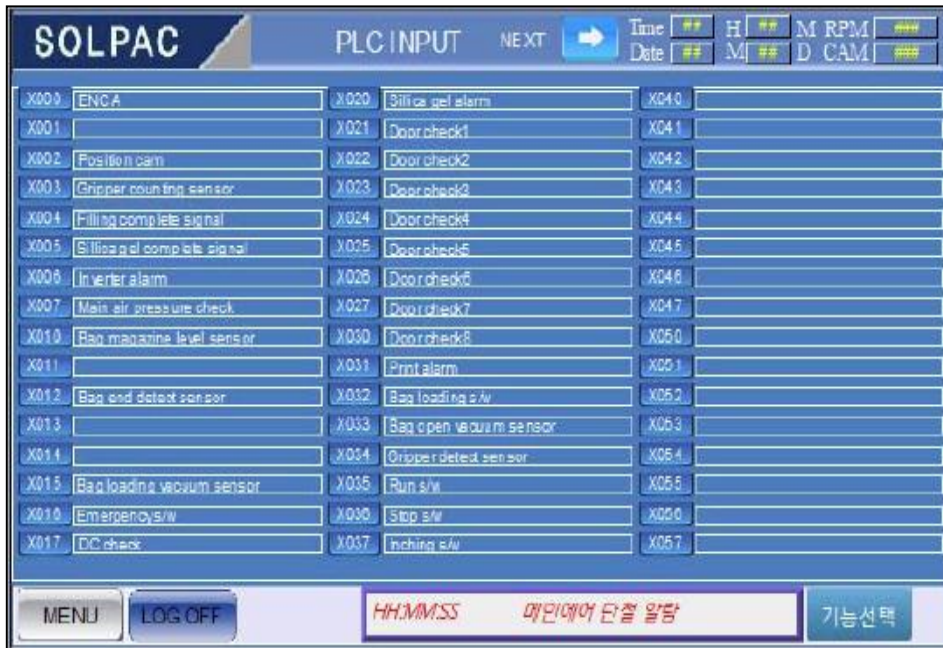 SOLPAC
PLC INPUT NEXT
Time ## H ## M RPM ###
Date ## M ## D CAM ###
X000 ENC A X020 Sillica gel alarm X040
X001 X021 Door check1 X041
X002 Position cam X022 Door check2 X042
X003 Gripper counting sensor X023 Door check3 X043
X004 Filling complete signal X024 Door check4 X044
X005 Sillica gel complete signal X025 Door check5 X045
X006 Inverter alarm X026 Door check6 X046
X007 Main air pressure check X027 Door check7 X047
X010 Bag magazine level sensor X030 Door check8 X050
X011 X031 Print alarm X051
X012 Bag end detect sensor X032 Bag loading s/w X052
X013 X033 Bag open vacuum sensor X053
X014 X034 Gripper detect sensor X054
X015 Bag loading vacuum sensor X035 Run s/w X055
X016 Emergency s/w X036 Stop s/w X056
X017 DC check X037 Inching s/w X057
MENU LOG OFF HH:MM:SS 메인에어 단절 알람 기능선택